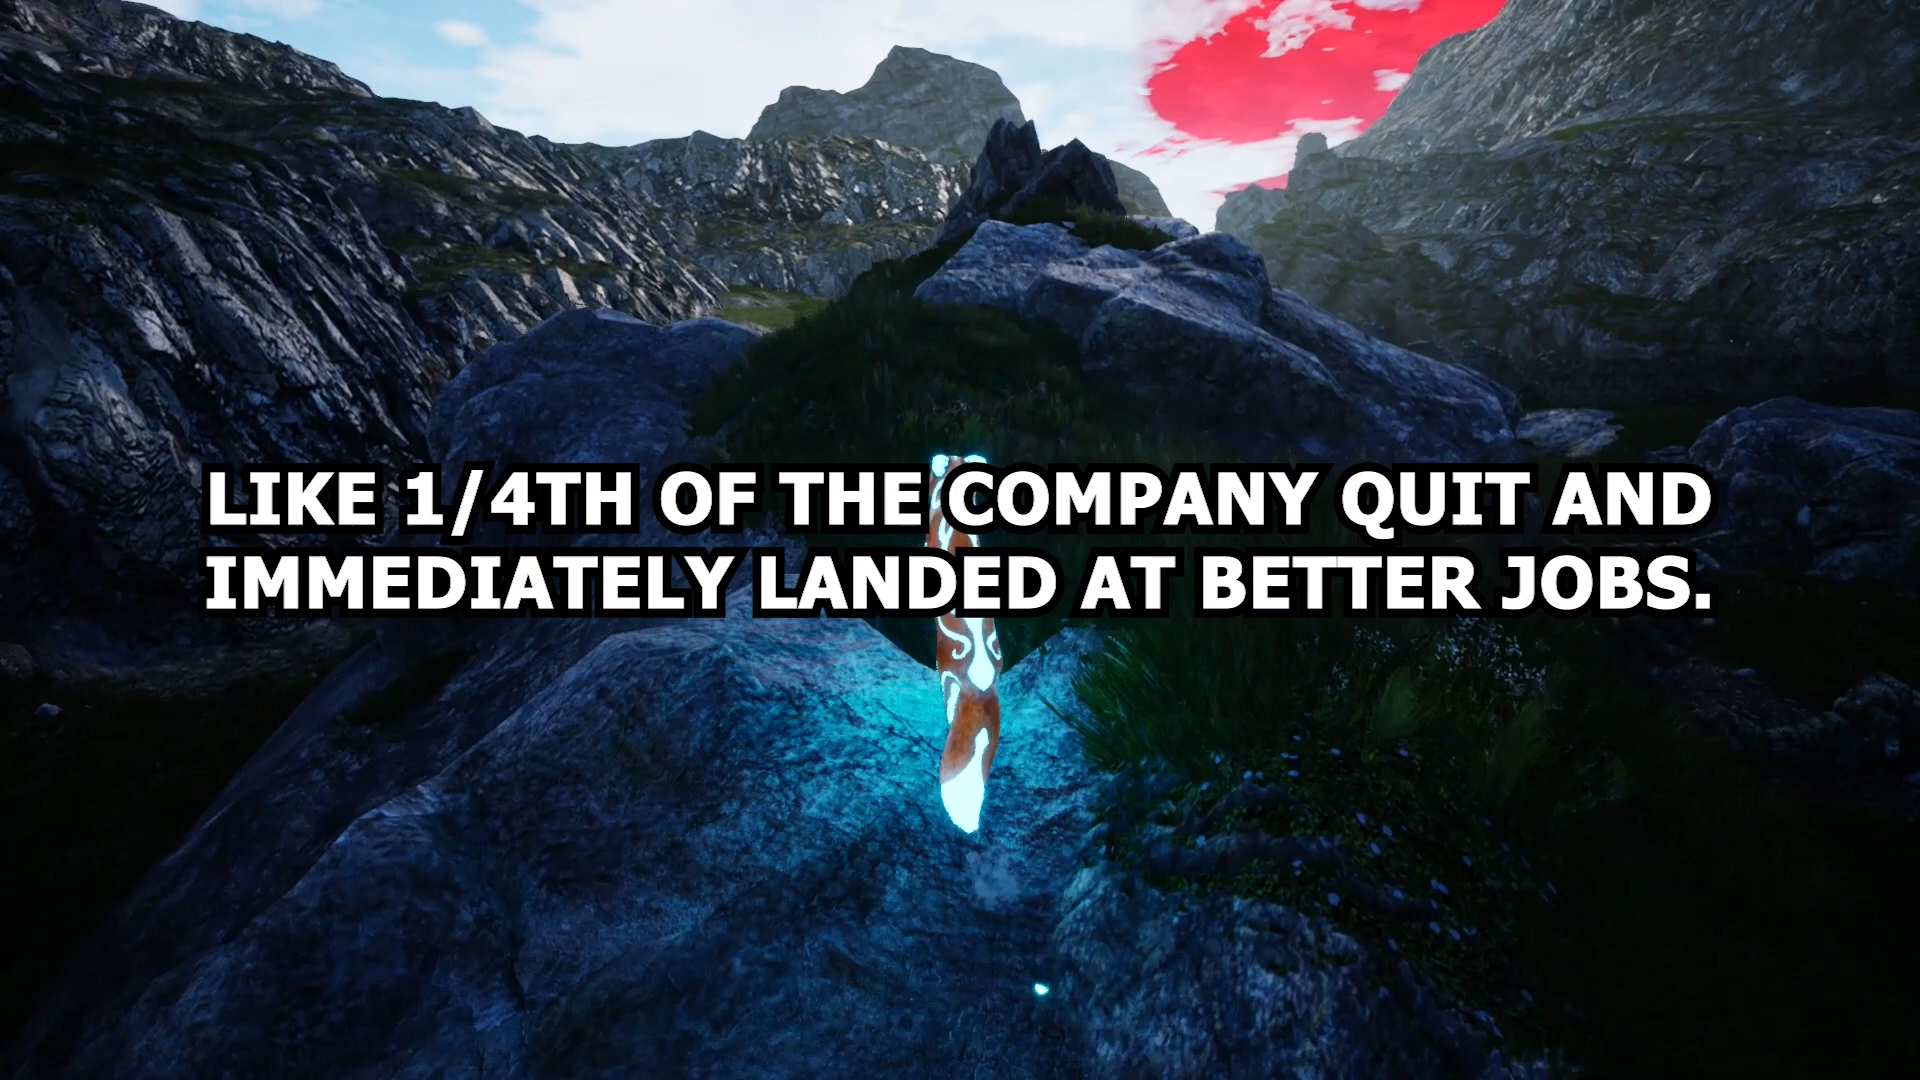 LIKE 1/4TH OF THE COMPANY QUIT AND
IMMEDIATELY LANDED AT BETTER JOBS.